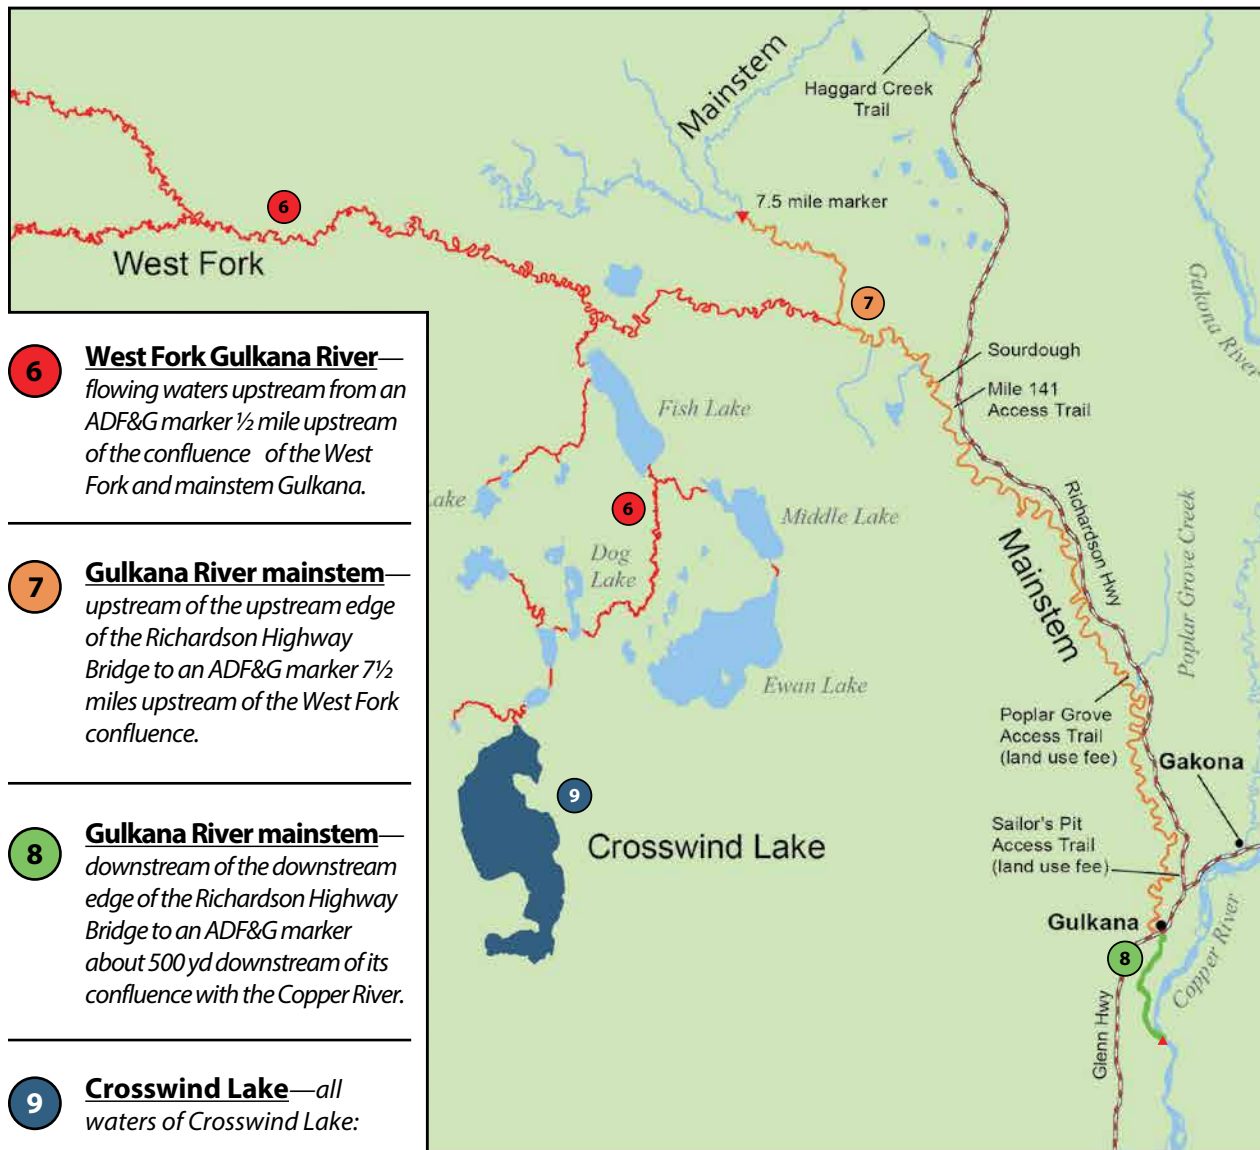 Mainstem
Haggard Creek
Trail
6
7.5 mile marker
West Fork
Gakona River
7
6
West Fork Gulkana River—
flowing waters upstream from an
ADF&G marker ½ mile upstream
of the confluence of the West
Fork and mainstem Gulkana.
Sourdough
Mile 141
Access Trail
Fish Lake
Lake
6
Middle Lake
Richardson Hwy
Dog
Lake
Mainstem
Poplar Grove Creek
7
Gulkana River mainstem—
upstream of the upstream edge
of the Richardson Highway
Bridge to an ADF&G marker 7½
miles upstream of the West Fork
confluence.
Ewan Lake
Poplar Grove
Access Trail
(land use fee)
Gakona
9
Crosswind Lake
Sailor's Pit
Access Trail
(land use fee)
8
Gulkana River mainstem—
downstream of the downstream
edge of the Richardson Highway
Bridge to an ADF&G marker
about 500 yd downstream of its
confluence with the Copper River.
Gulkana
8
Copper River
Glenn Hwy
9
Crosswind Lake—all
waters of Crosswind Lake: